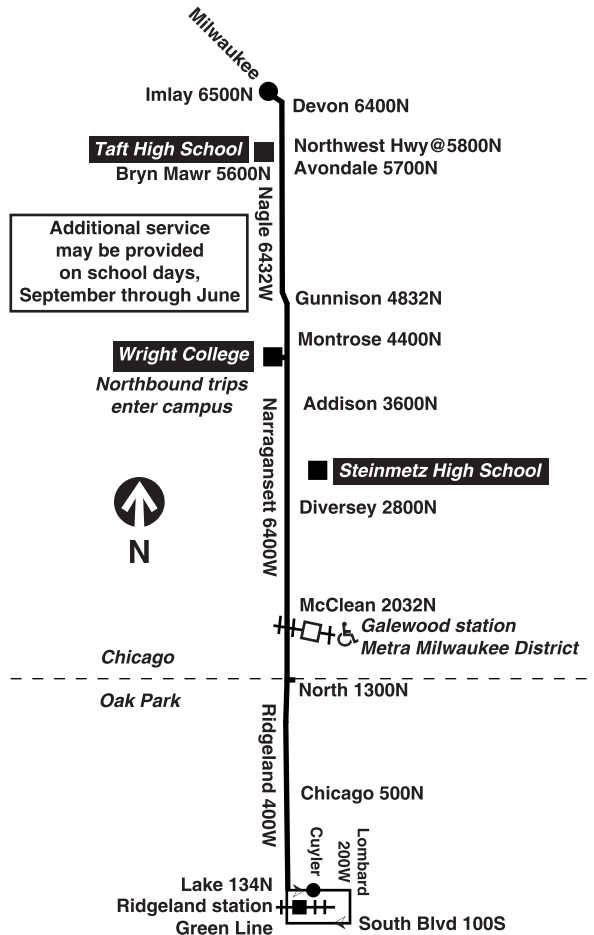 Milwaukee
Imlay 6500N
Devon 6400N
Taft High School
Northwest Hwy@5800N
Avondale 5700N
Bryn Mawr 5600N
Nagle 6432W
Additional service
may be provided
on school days,
September through June
Gunnison 4832N
Montrose 4400N
Wright College
Northbound trips
enter campus
Addison 3600N
Narragansett 6400W
Steinmetz High School
Diversey 2800N
N
McClean 2032N
Galewood station
Metra Milwaukee District
Chicago
Oak Park
North 1300N
Ridgeland 400W
Chicago 500N
Cuyler
Lombard
200W
Lake 134N
Ridgeland station
Green Line
South Blvd 100S